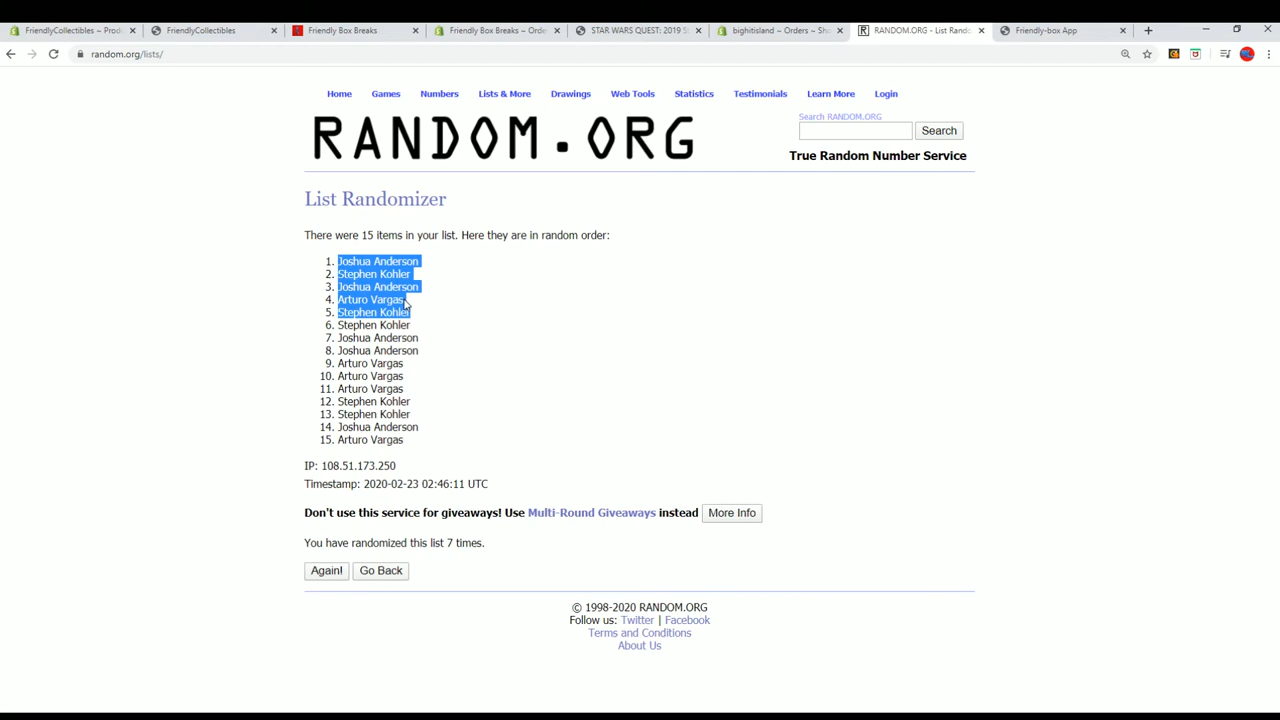 FriendlyCollectibles ~ Prod
FriendlyCollectibles
Friendly Box Breaks
Friendly Box Breaks ~ Orde
STAR WARS QUEST: 2019 S
bighitisland ~ Orders ~ Sho
RANDOM.ORG - List Rando
Friendly-box App
random.org/lists/
Home
Games
Numbers
Lists & More
Drawings
Web Tools
Statistics
Testimonials
Learn More
Login
Search RANDOM.ORG
RANDOM.ORG
Search
True Random Number Service
List Randomizer
There were 15 items in your list. Here they are in random order:
1. Joshua Anderson
2. Stephen Kohler
3. Joshua Anderson
4. Arturo Vargas
5. Stephen Kohler
6. Stephen Kohler
7. Joshua Anderson
8. Joshua Anderson
9. Arturo Vargas
10. Arturo Vargas
11. Arturo Vargas
12. Stephen Kohler
13. Stephen Kohler
14. Joshua Anderson
15. Arturo Vargas
IP: 108.51.173.250
Timestamp: 2020-02-23 02:46:11 UTC
Don't use this service for giveaways! Use Multi-Round Giveaways instead More Info
You have randomized this list 7 times.
Again! Go Back
© 1998-2020 RANDOM.ORG
Follow us: Twitter | Facebook
Terms and Conditions
About Us